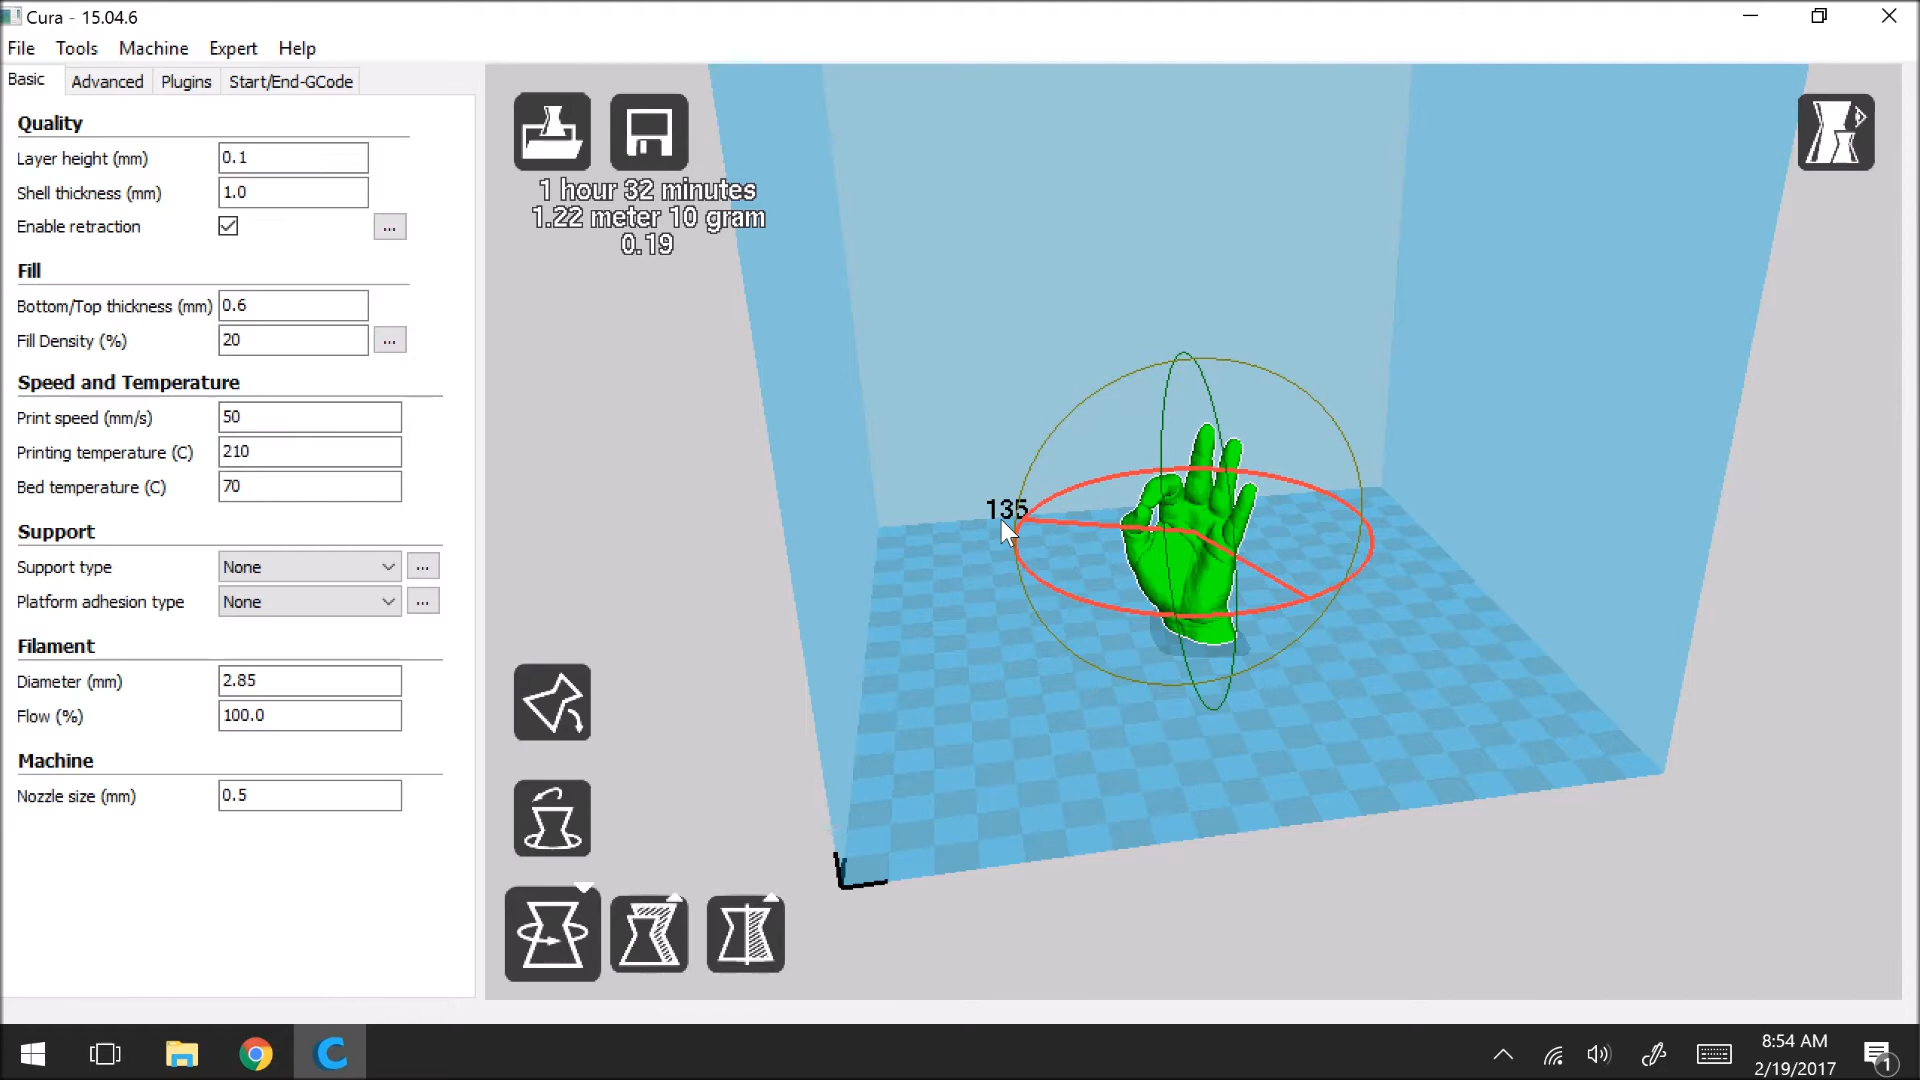 Cura - 15.04.6
File Tools Machine Expert Help
Basic Advanced Plugins Start/End-GCode
Quality
Layer height (mm) 0.1
Shell thickness (mm) 1.0
Enable retraction ...
Fill
Bottom/Top thickness (mm) 0.6
Fill Density (%) 20 ...
Speed and Temperature
Print speed (mm/s) 50
Printing temperature (C) 210
Bed temperature (C) 70
Support
Support type None ...
Platform adhesion type None ...
Filament
Diameter (mm) 2.85
Flow (%) 100.0
Machine
Nozzle size (mm) 0.5
1 hour 32 minutes
1.22 meter 10 gram
0.19
135
8:54 AM
2/19/2017
1